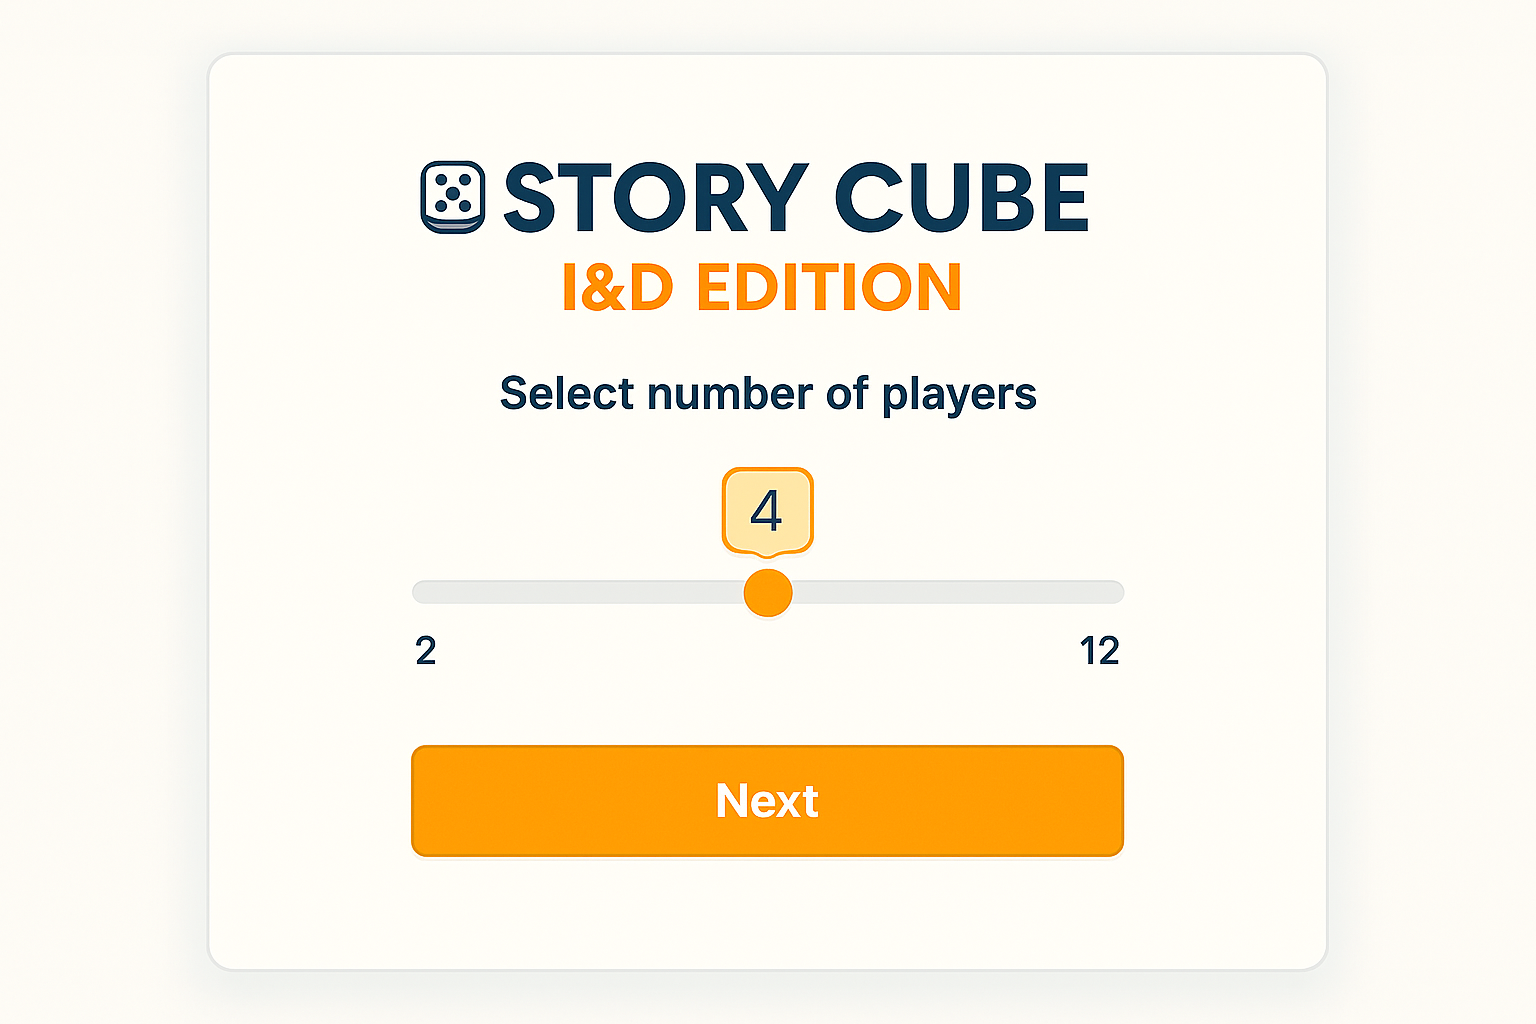 STORY CUBE
I&D EDITION
Select number of players
4
2 12
Next